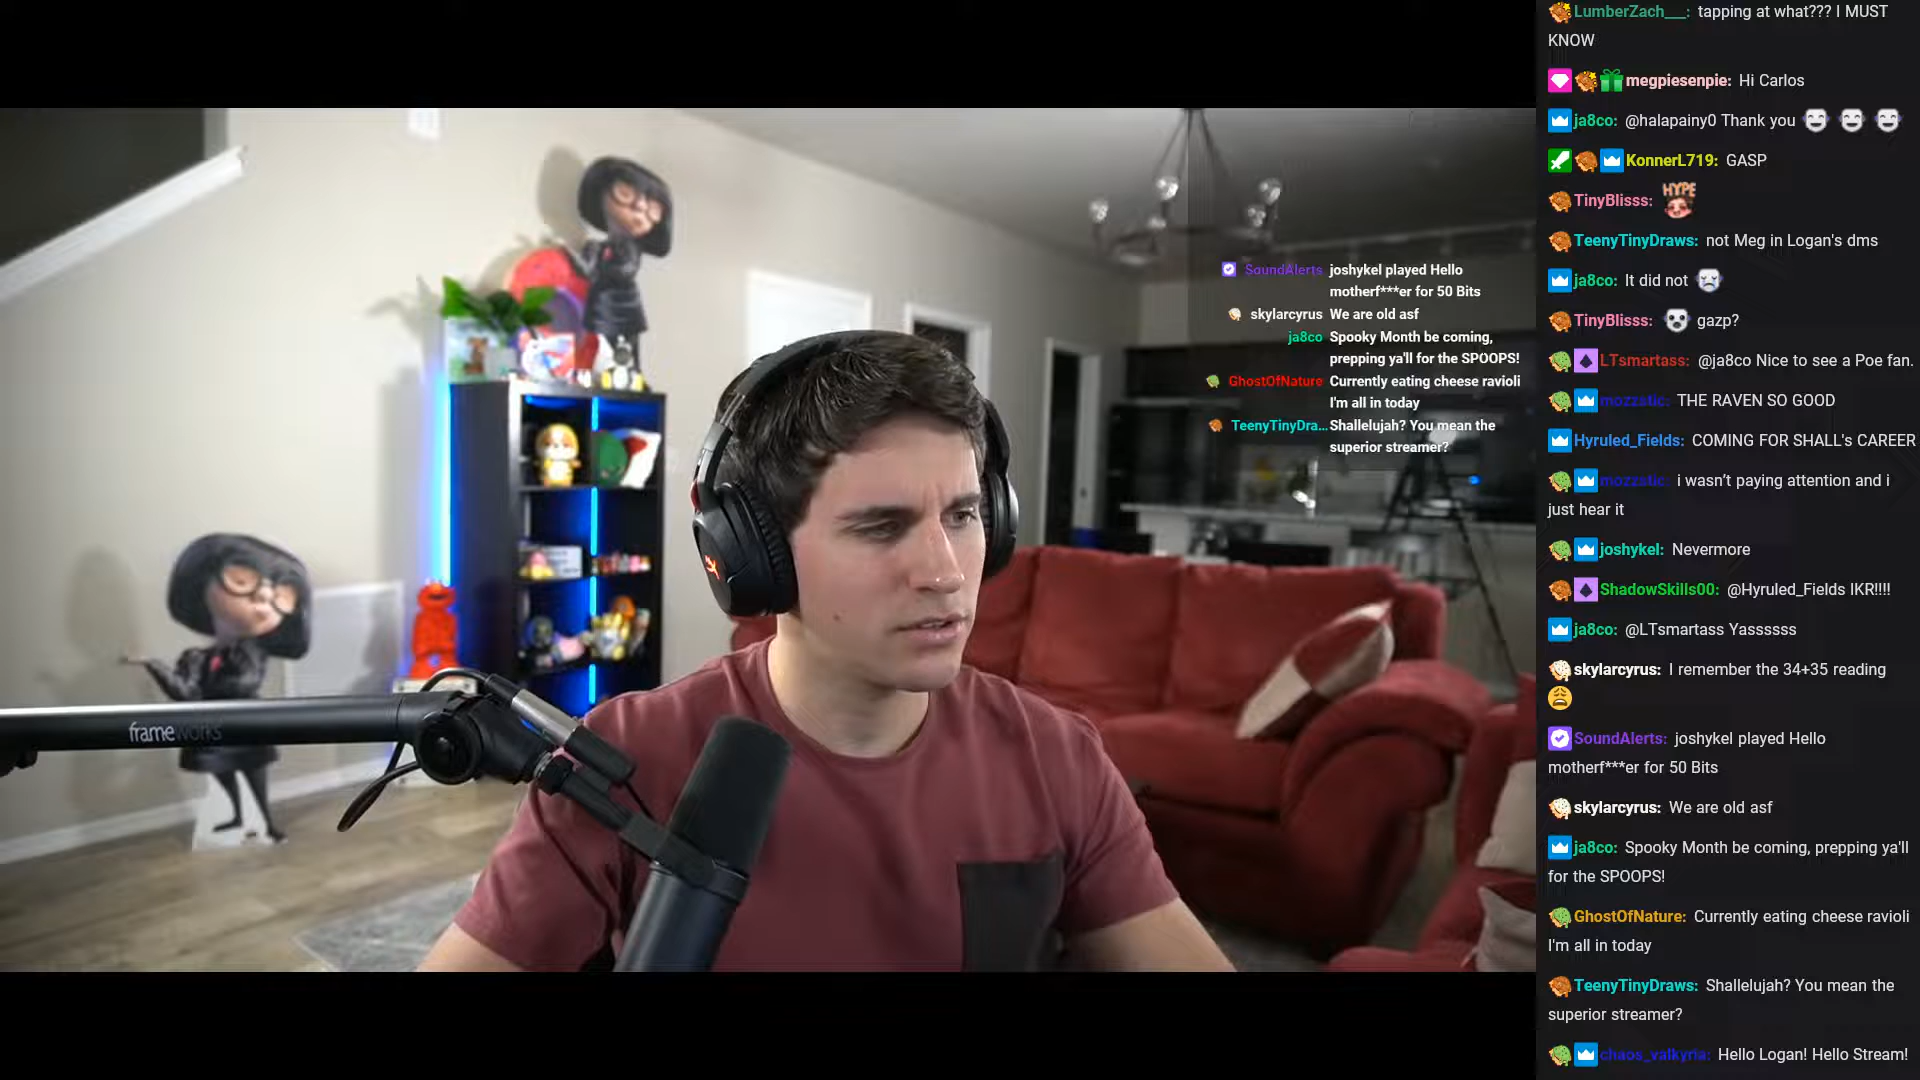 LumberZach___: tapping at what??? I MUST
KNOW
megpiesenpie: Hi Carlos
ja8co: @halapainy0 Thank you
KonnerL719: GASP
TinyBlisss: HYPE
TeenyTinyDraws: not Meg in Logan's dms
ja8co: It did not
TinyBlisss: gazp?
LTsmartass: @ja8co Nice to see a Poe fan.
mozzstic: THE RAVEN SO GOOD
Hyruled_Fields: COMING FOR SHALL's CAREER
mozzstic: i wasn't paying attention and i
just hear it
joshykel: Nevermore
ShadowSkills00: @Hyruled_Fields IKR!!!!
ja8co: @LTsmartass Yassssss
skylarcyrus: I remember the 34+35 reading
SoundAlerts: joshykel played Hello
motherf***er for 50 Bits
skylarcyrus: We are old asf
ja8co: Spooky Month be coming, prepping ya'll
for the SPOOPS!
GhostOfNature: Currently eating cheese ravioli
I'm all in today
TeenyTinyDraws: Shallelujah? You mean the
superior streamer?
chaos_valkyria: Hello Logan! Hello Stream!
SoundAlerts joshykel played Hello
motherf***er for 50 Bits
skylarcyrus We are old asf
ja8co Spooky Month be coming,
prepping ya'll for the SPOOPS!
GhostOfNature Currently eating cheese ravioli
I'm all in today
TeenyTinyDra... Shallelujah? You mean the
superior streamer?
frameworks